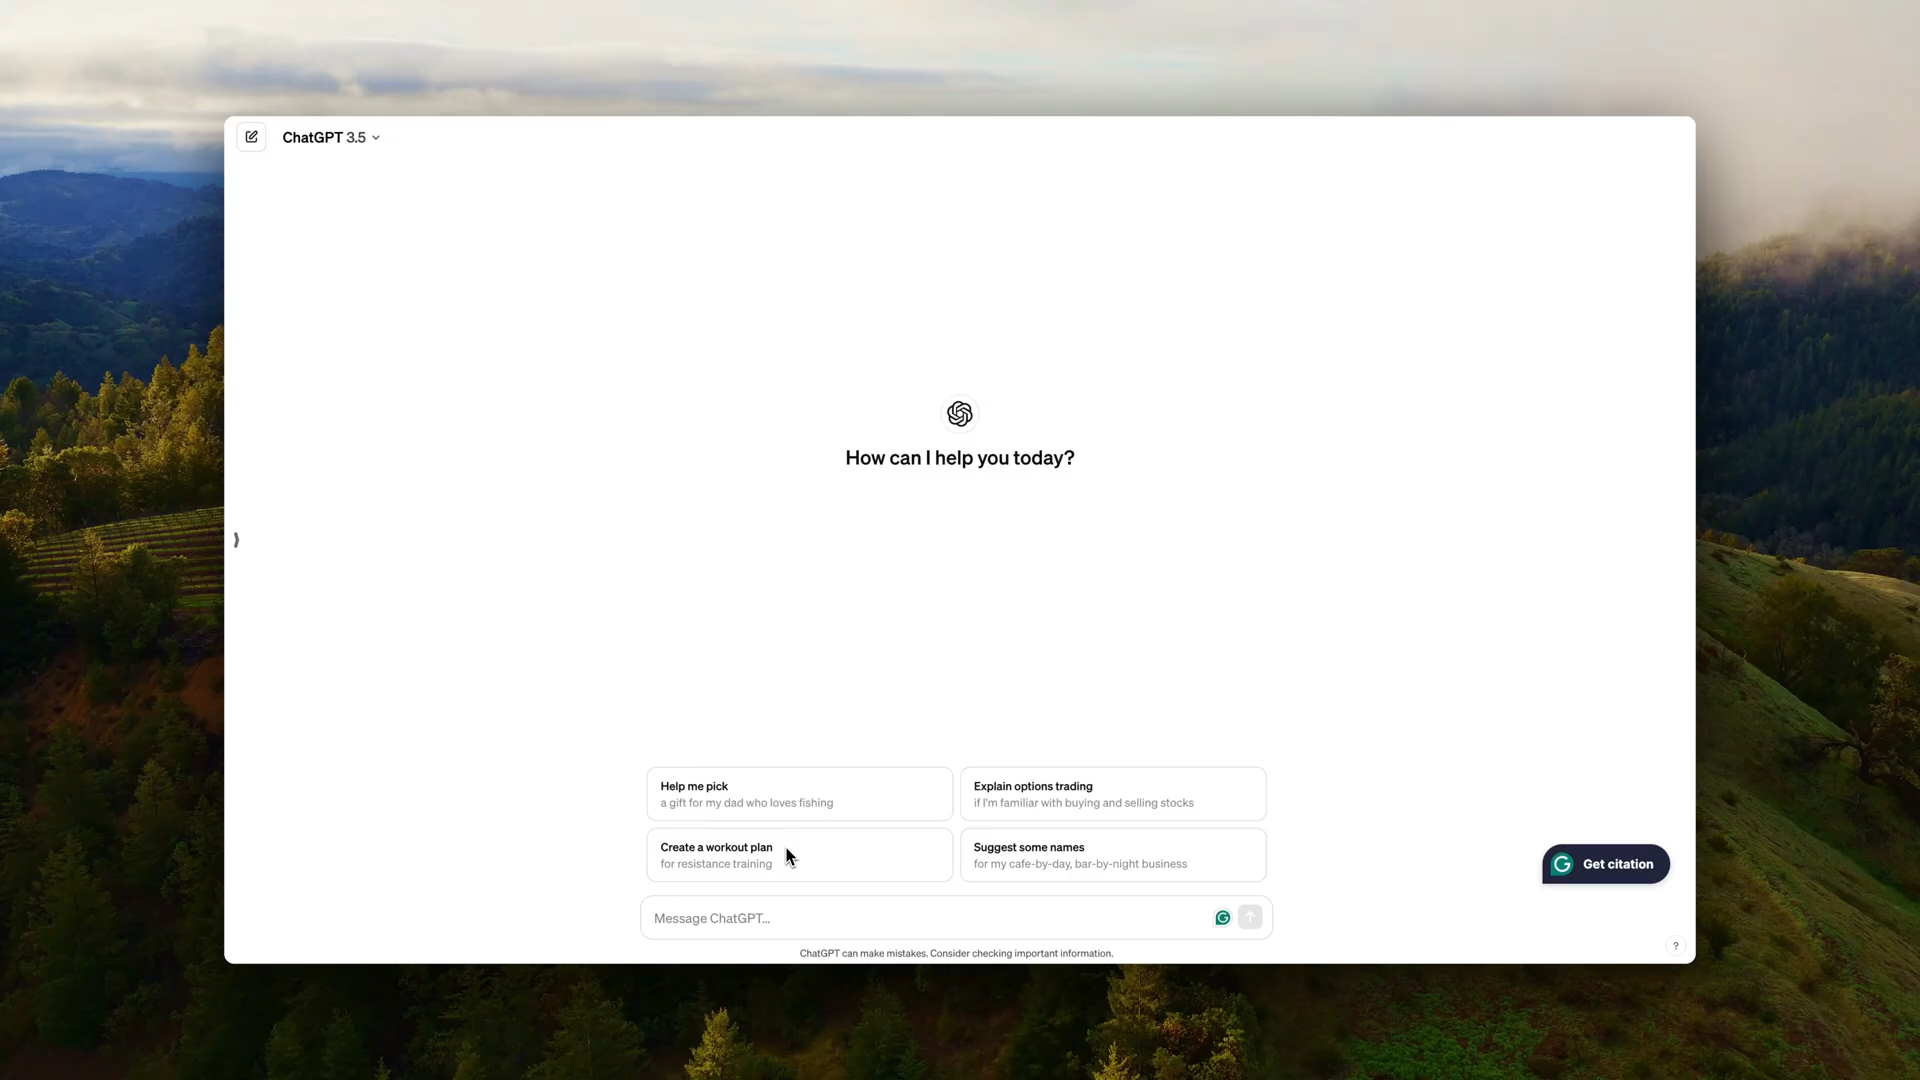 ChatGPT 3.5
How can I help you today?
Help me pick
a gift for my dad who loves fishing
Explain options trading
if I'm familiar with buying and selling stocks
Create a workout plan
for resistance training
Suggest some names
for my cafe-by-day, bar-by-night business
Get citation
Message ChatGPT...
ChatGPT can make mistakes. Consider checking important information.
?